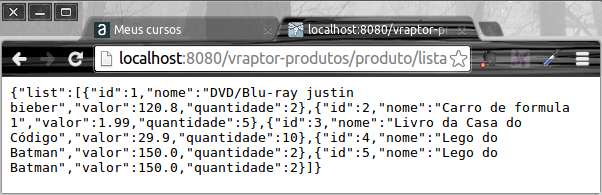 Meus cursos
localhost:8080/vraptor-p
localhost:8080/vraptor-produtos/produto/lista
{"list":[{"id":1,"nome":"DVD/Blu-ray justin
bieber","valor":120.8,"quantidade":2},{"id":2,"nome":"Carro de formula
1","valor":1.99,"quantidade":5},{"id":3,"nome":"Livro da Casa do
Código","valor":29.9,"quantidade":10},{"id":4,"nome":"Lego do
Batman","valor":150.0,"quantidade":2},{"id":5,"nome":"Lego do
Batman","valor":150.0,"quantidade":2}]}